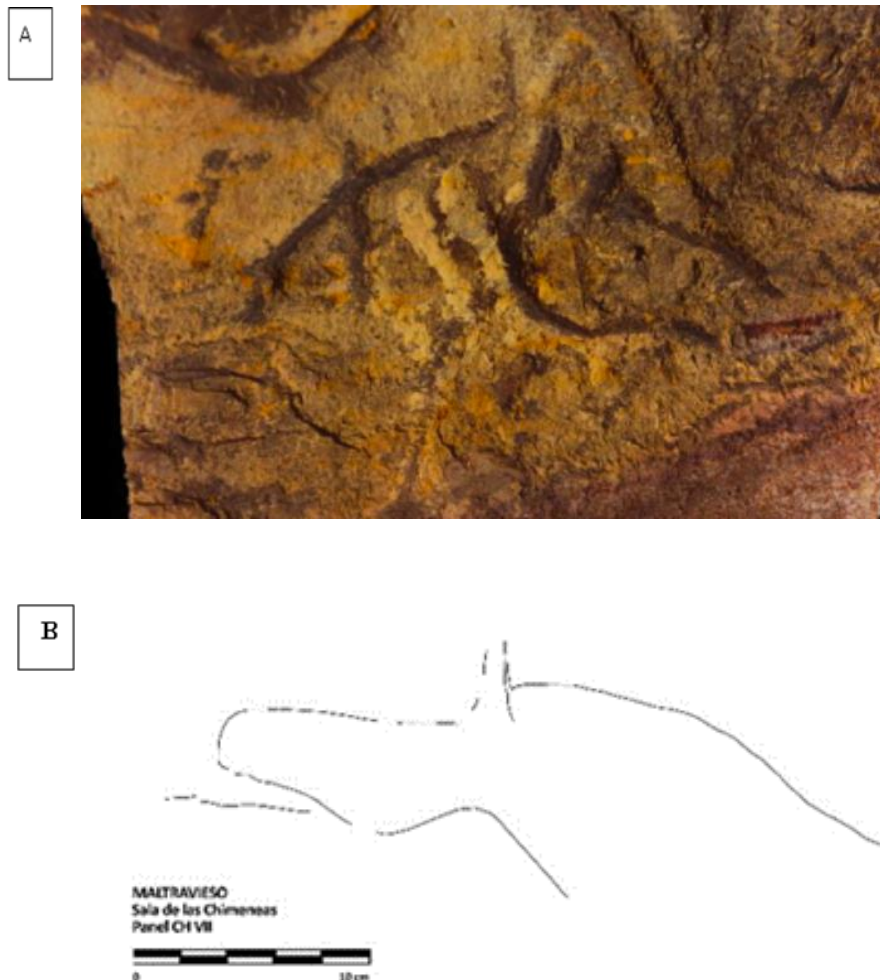 A
B
MALTRAVIESO
Sala de las Chimeneas
Panel CH VII
0 10 cm